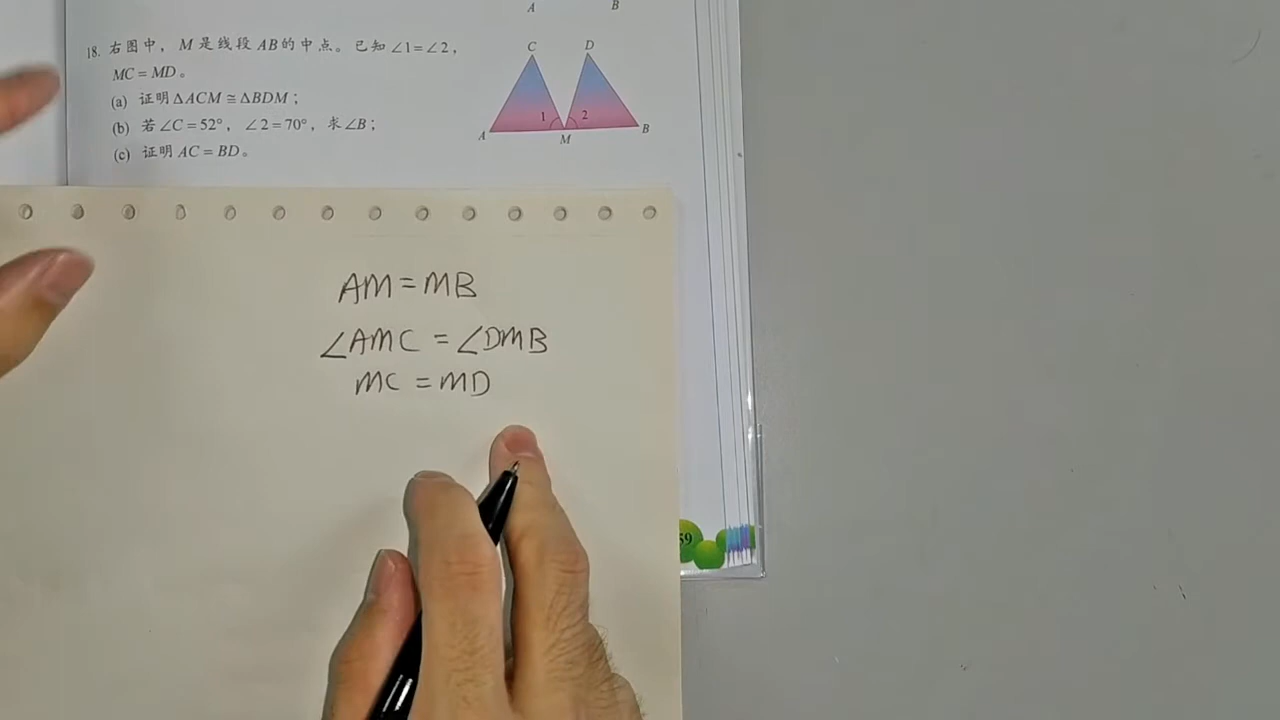 A B
18. 右图中，M 是线段 AB 的中点。已知 ∠1=∠2，
MC = MD。
(a) 证明 ΔACM ≅ ΔBDM；
(b) 若 ∠C = 52°，∠2 = 70°，求 ∠B；
(c) 证明 AC = BD。
C D
1 2
A M B
AM = MB
∠AMC = ∠DMB
MC = MD
59